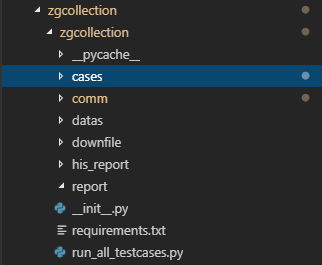 zgcollection
zgcollection
__pycache__
cases
comm
datas
downfile
his_report
report
__init__.py
requirements.txt
run_all_testcases.py